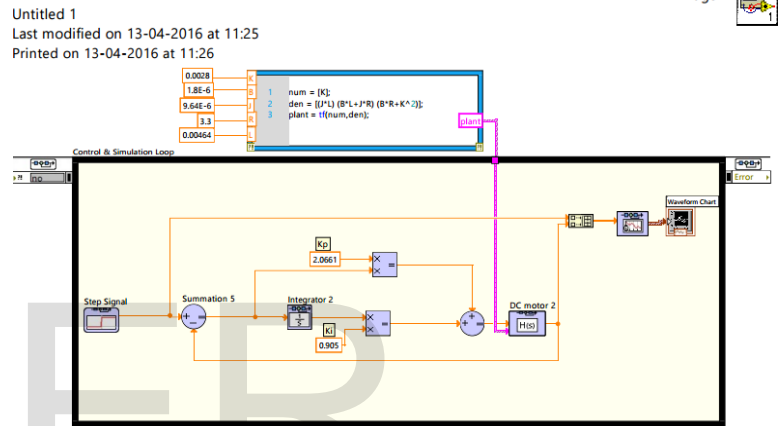 Untitled 1
Last modified on 13-04-2016 at 11:25
Printed on 13-04-2016 at 11:26
1
0.0028 K
1.8E-6 B
9.64E-6 J
3.3 R
0.00464 L
1 num = [K];
2 den = [(J*L) (B*L+J*R) (B*R+K^2)];
3 plant = tf(num,den);
plant
Control & Simulation Loop
no
Error
Waveform Chart
Kp
2.0661
Step Signal
Summation 5
Integrator 2
1
s
Ki
0.905
DC motor 2
H(s)
ER